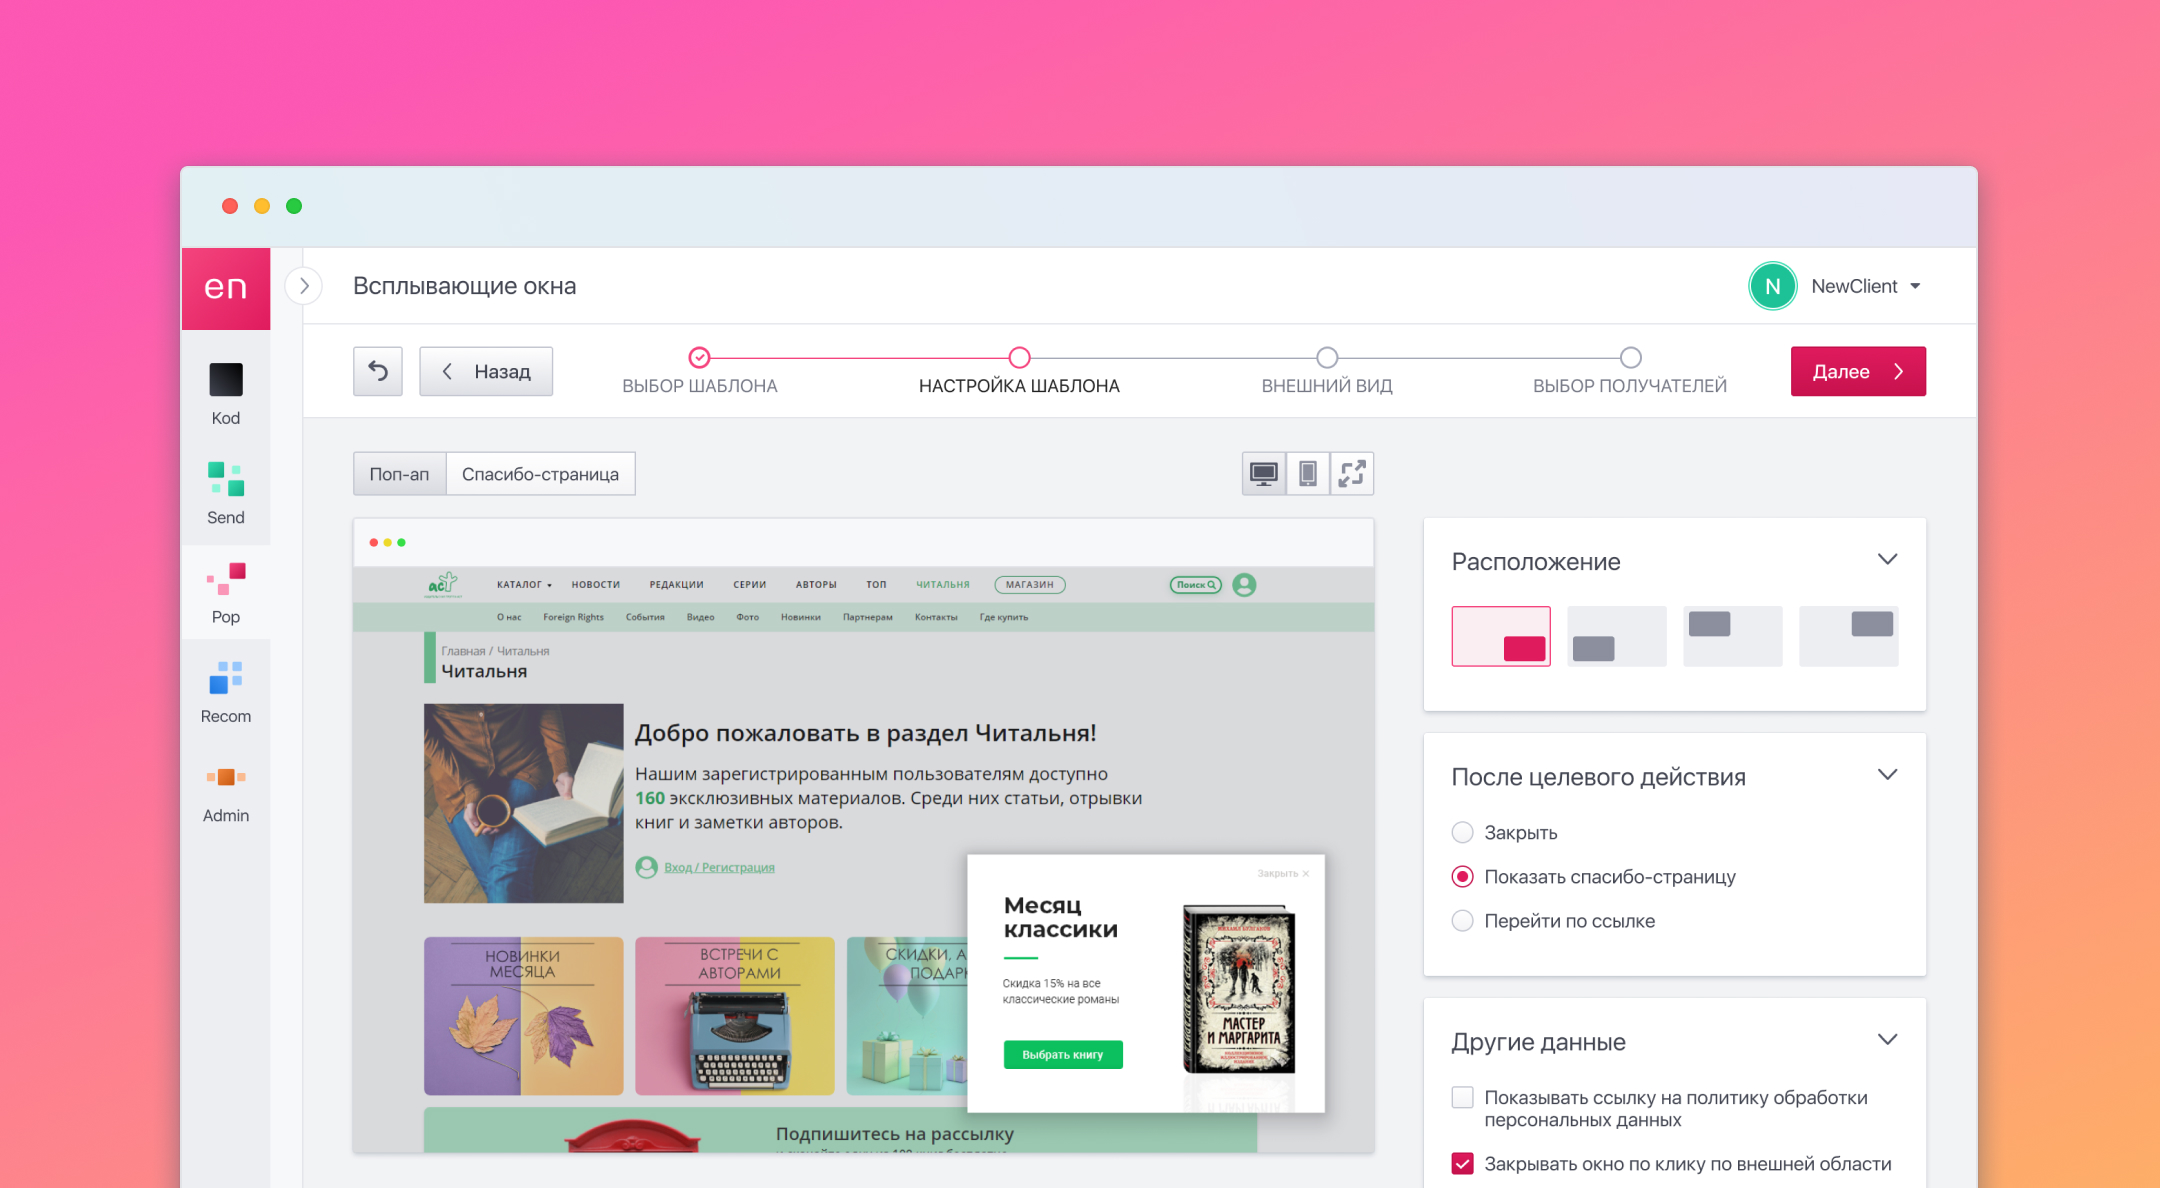 en
Всплывающие окна
N
NewClient
Назад
ВЫБОР ШАБЛОНА
НАСТРОЙКА ШАБЛОНА
ВНЕШНИЙ ВИД
ВЫБОР ПОЛУЧАТЕЛЕЙ
Далее
Kod
Send
Pop
Recom
Admin
Поп-ап
Спасибо-страница
аст
КАТАЛОГ
НОВОСТИ
РЕДАКЦИИ
СЕРИИ
АВТОРЫ
ТОП
ЧИТАЛЬНЯ
МАГАЗИН
Поиск
О нас
Foreign Rights
События
Видео
Фото
Новинки
Партнерам
Контакты
Где купить
Главная / Читальня
Читальня
Добро пожаловать в раздел Читальня!
Нашим зарегистрированным пользователям доступно
160 эксклюзивных материалов. Среди них статьи, отрывки
книг и заметки авторов.
Вход / Регистрация
НОВИНКИ
МЕСЯЦА
ВСТРЕЧИ С
АВТОРАМИ
СКИДКИ, А
ПОДАРК
Закрыть ×
Месяц
классики
Скидка 15% на все
классические романы
Выбрать книгу
МИХАИЛ БУЛГАКОВ
МАСТЕР
И МАРГАРИТА
Подпишитесь на рассылку
Расположение
После целевого действия
Закрыть
Показать спасибо-страницу
Перейти по ссылке
Другие данные
Показывать ссылку на политику обработки
персональных данных
Закрывать окно по клику по внешней области